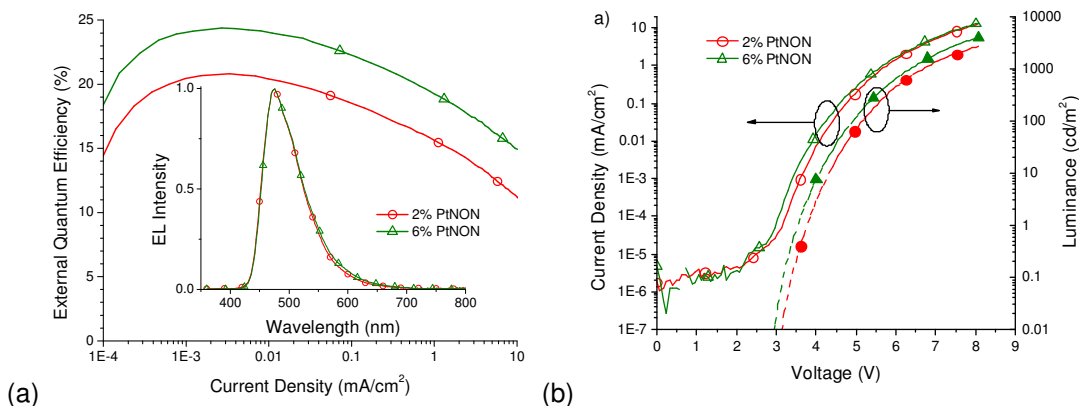 External Quantum Efficiency (%)
25
20
15
10
5
0
1E-4
1E-3
0.01
0.1
1
10
Current Density (mA/cm²)
EL Intensity
1.0
0.5
0.0
400
500
600
700
800
Wavelength (nm)
2% PtNON
6% PtNON
(a)
a)
2% PtNON
6% PtNON
Current Density (mA/cm²)
10
1
0.1
0.01
1E-3
1E-4
1E-5
1E-6
1E-7
0
1
2
3
4
5
6
7
8
9
Voltage (V)
10000
1000
100
10
1
0.1
0.01
Luminance (cd/m²)
(b)